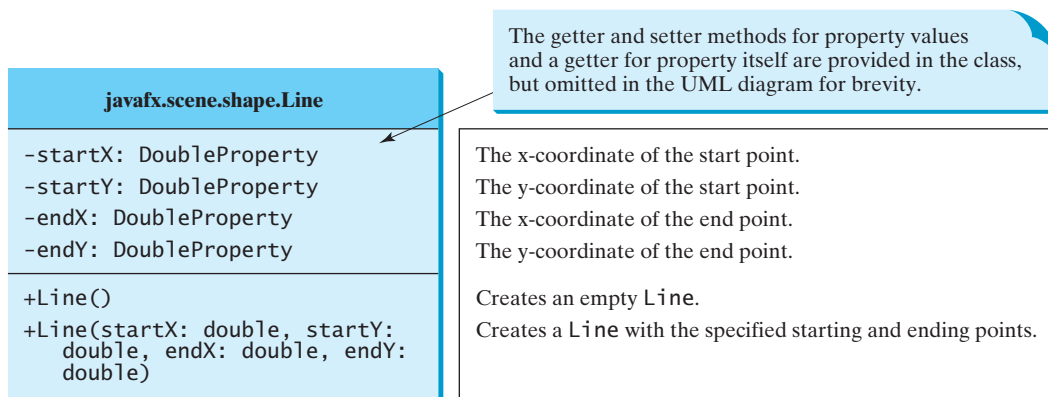 The getter and setter methods for property values
and a getter for property itself are provided in the class,
but omitted in the UML diagram for brevity.
javafx.scene.shape.Line
-startX: DoubleProperty
The x-coordinate of the start point.
-startY: DoubleProperty
The y-coordinate of the start point.
-endX: DoubleProperty
The x-coordinate of the end point.
-endY: DoubleProperty
The y-coordinate of the end point.
+Line()
Creates an empty Line.
+Line(startX: double, startY:
double, endX: double, endY:
double)
Creates a Line with the specified starting and ending points.